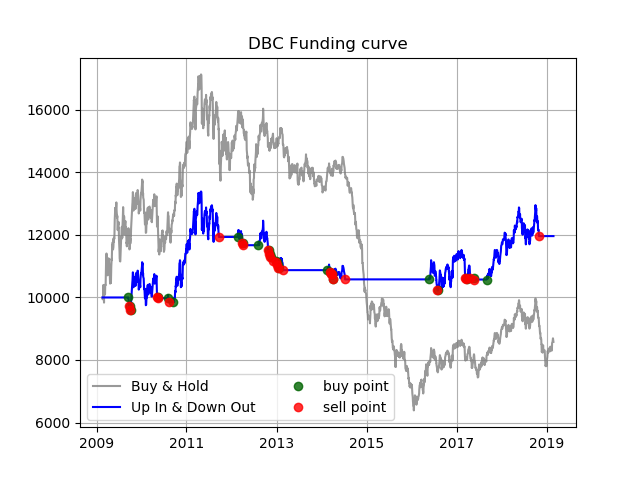 DBC Funding curve
16000
14000
12000
10000
8000
6000
Buy & Hold
Up In & Down Out
buy point
sell point
2009 2011 2013 2015 2017 2019